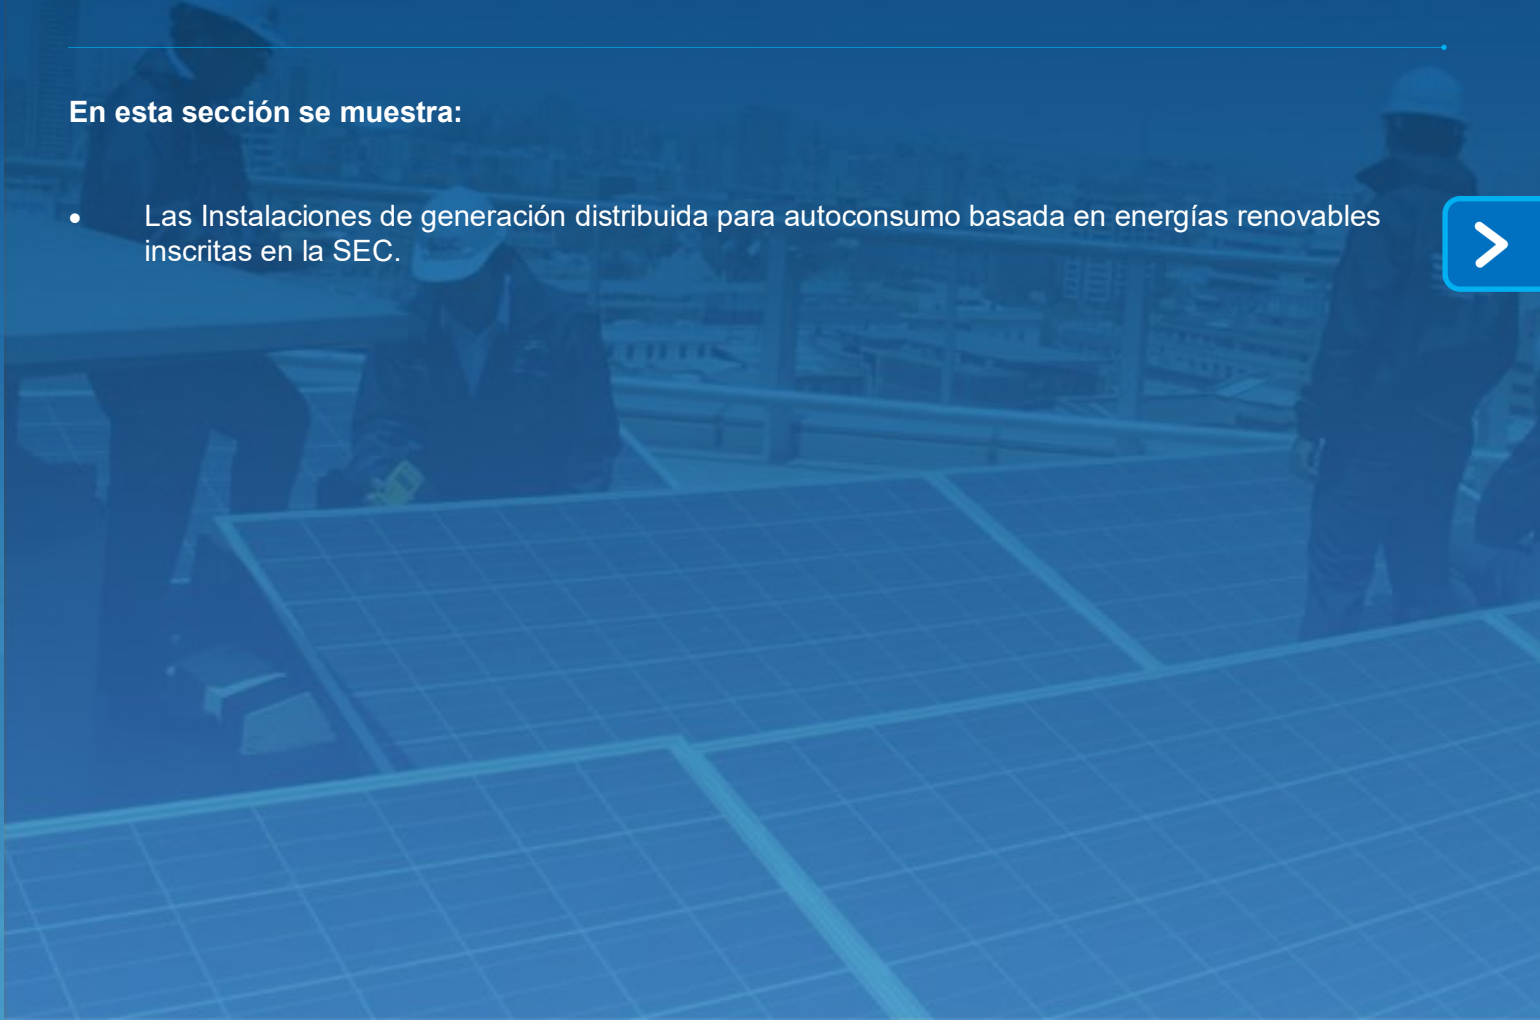 En esta sección se muestra:
• Las Instalaciones de generación distribuida para autoconsumo basada en energías renovables
inscritas en la SEC.